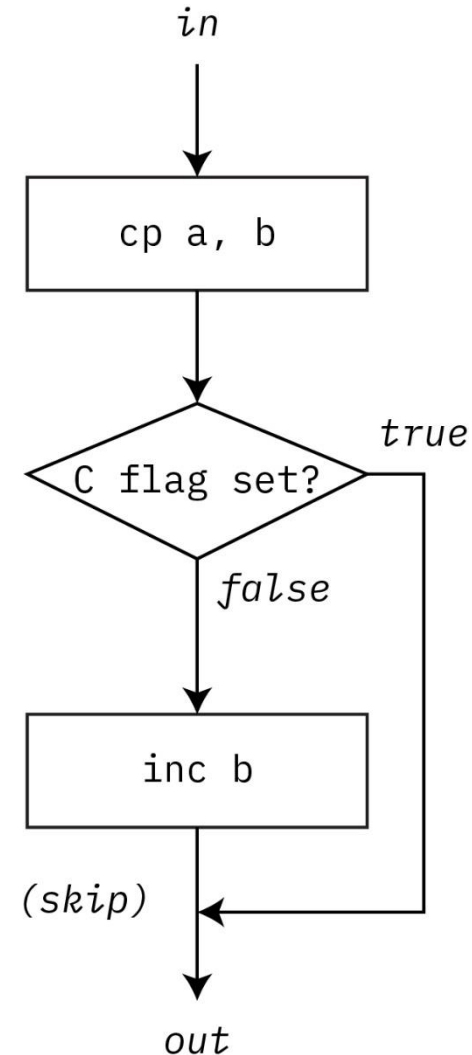 in
cp a, b
C flag set?
true
false
inc b
(skip)
out